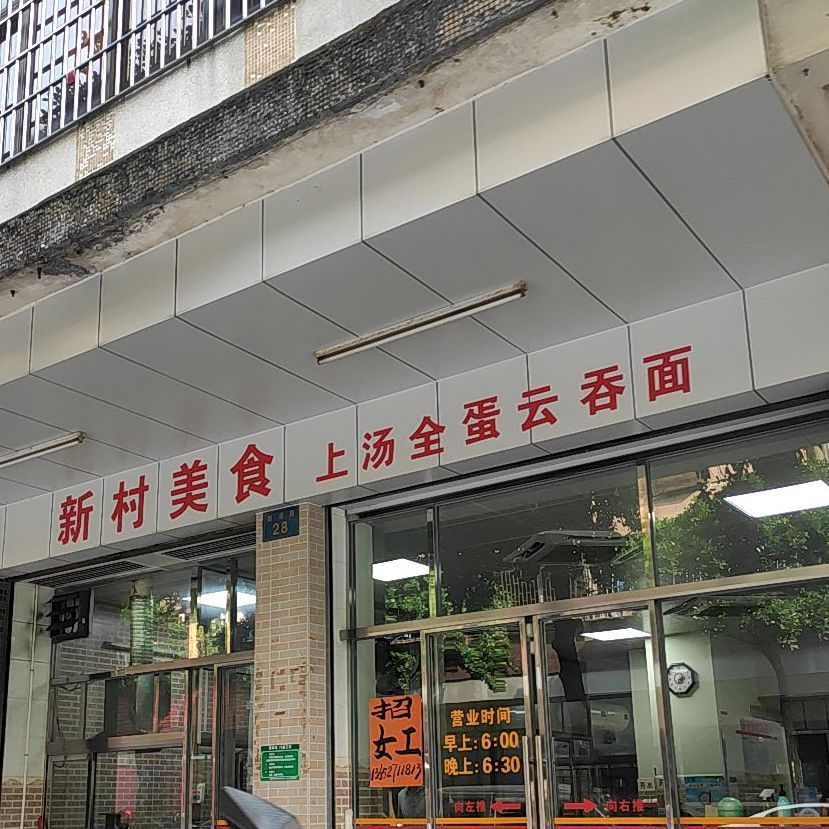 新村美食 上汤全蛋云吞面
28
招
女工
13652711813
营业时间
早上:6:00
晚上:6:30
向左推
向右推